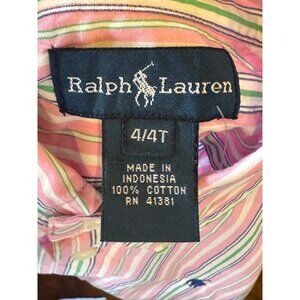 Ralph Lauren
4/4T
MADE IN
INDONESIA
100% COTTON
RN 41381